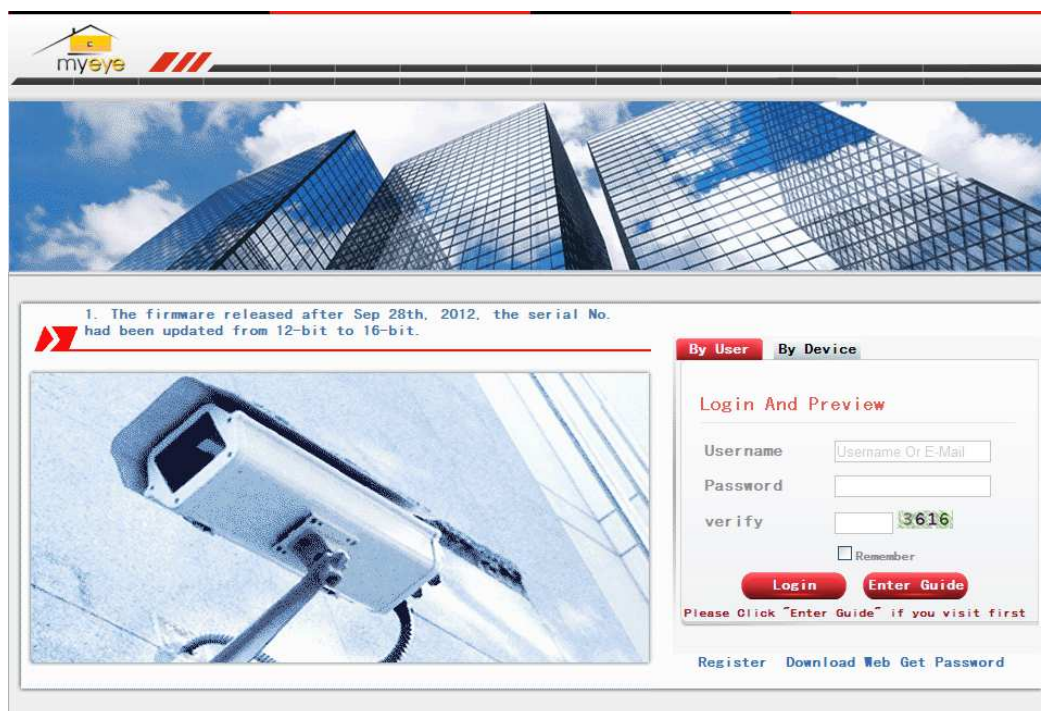 myeye
1. The firmware released after Sep 28th, 2012, the serial No.
had been updated from 12-bit to 16-bit.
By User By Device
Login And Preview
Username Username Or E-Mail
Password
verify 3616
Remember
Login Enter Guide
Please Click "Enter Guide" if you visit first
Register Download Web Get Password